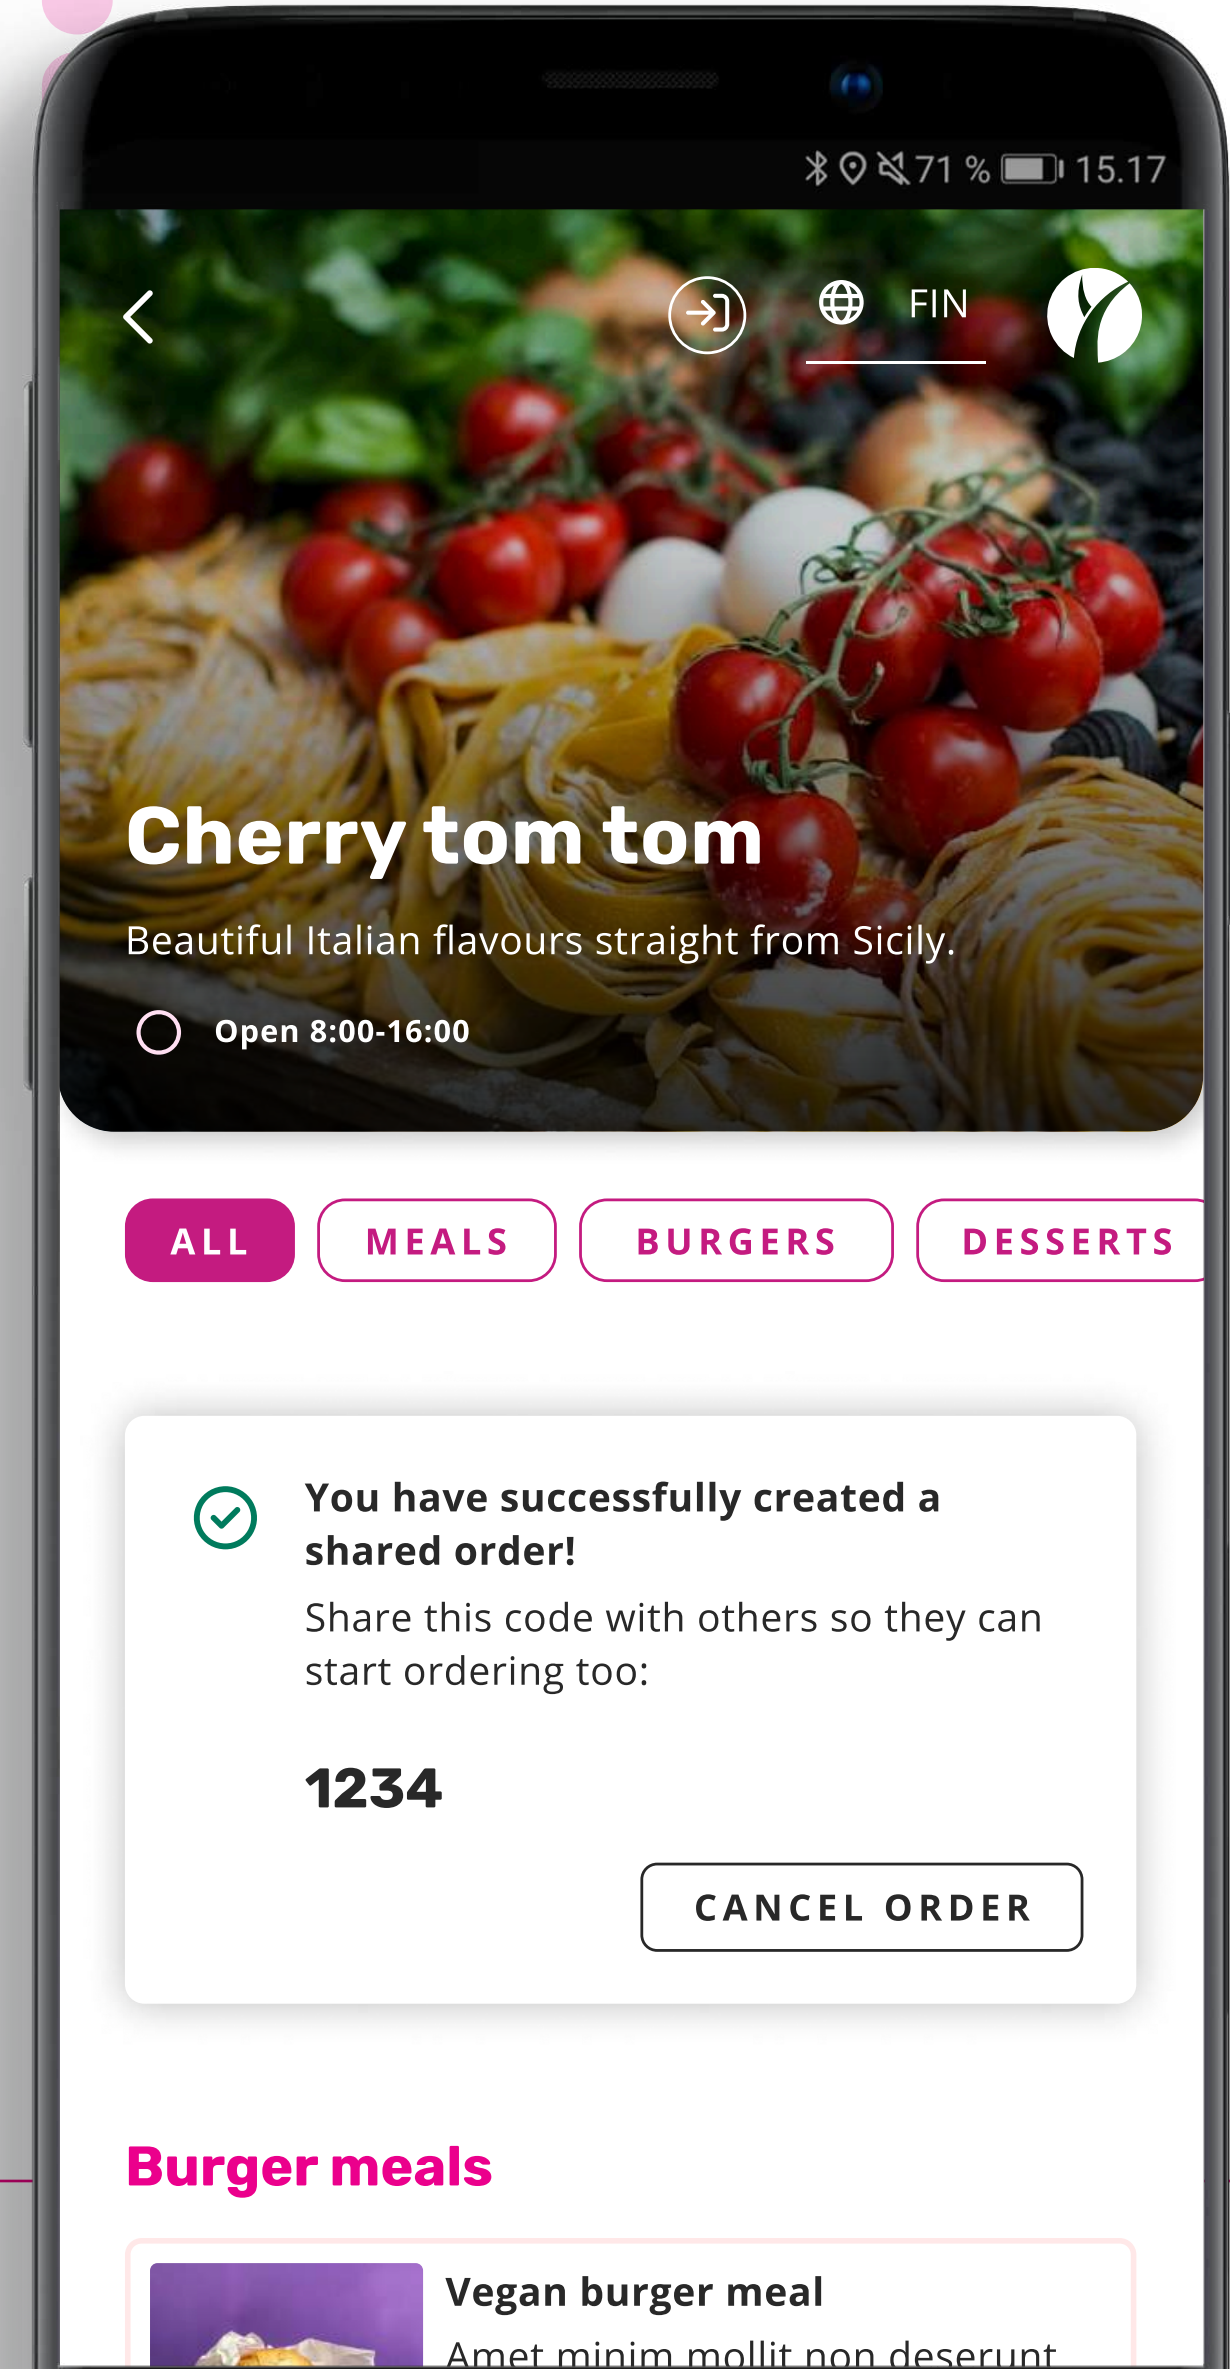 71 % 15.17
FIN
Cherry tom tom
Beautiful Italian flavours straight from Sicily.
Open 8:00-16:00
ALL MEALS BURGERS DESSERTS
You have successfully created a
shared order!
Share this code with others so they can
start ordering too:
1234
CANCEL ORDER
Burger meals
Vegan burger meal
Amet minim mollit non deserunt